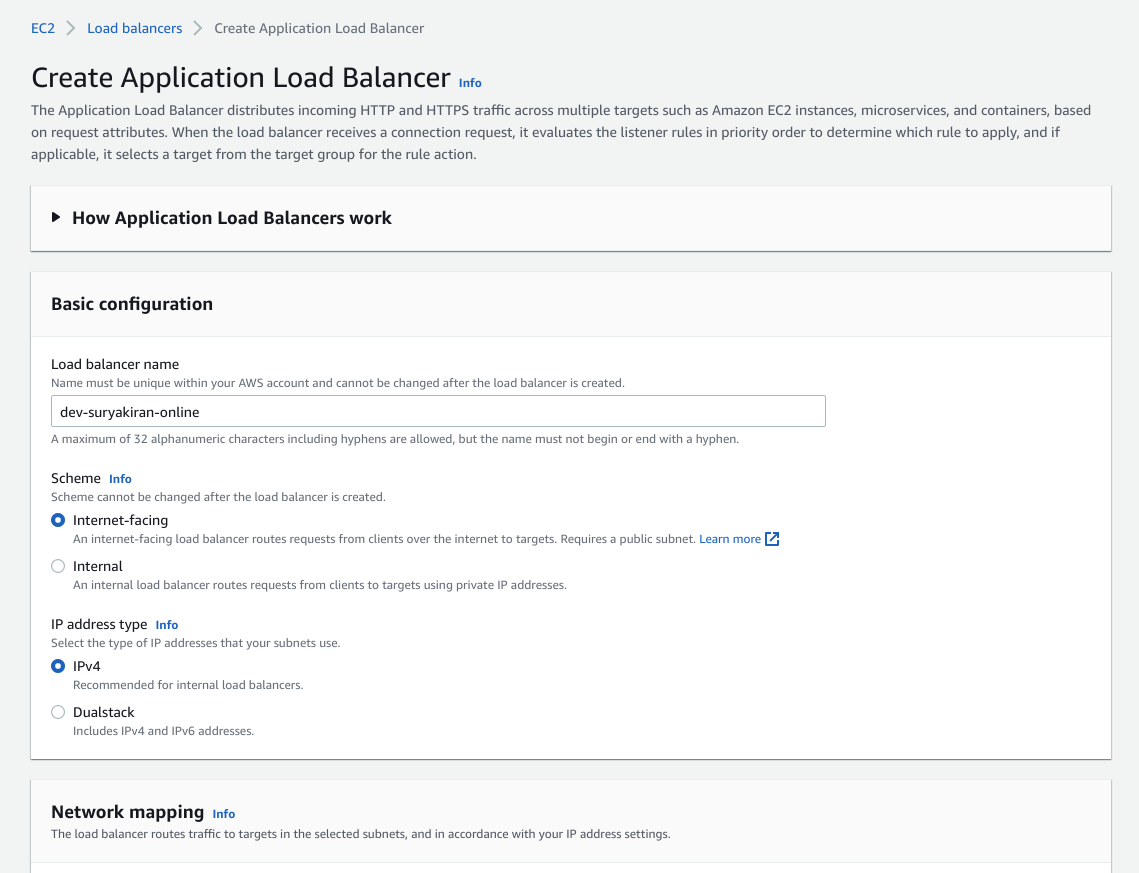 EC2 Load balancers Create Application Load Balancer
Create Application Load Balancer Info
The Application Load Balancer distributes incoming HTTP and HTTPS traffic across multiple targets such as Amazon EC2 instances, microservices, and containers, based
on request attributes. When the load balancer receives a connection request, it evaluates the listener rules in priority order to determine which rule to apply, and if
applicable, it selects a target from the target group for the rule action.
How Application Load Balancers work
Basic configuration
Load balancer name
Name must be unique within your AWS account and cannot be changed after the load balancer is created.
dev-suryakiran-online
A maximum of 32 alphanumeric characters including hyphens are allowed, but the name must not begin or end with a hyphen.
Scheme Info
Scheme cannot be changed after the load balancer is created.
Internet-facing
An internet-facing load balancer routes requests from clients over the internet to targets. Requires a public subnet. Learn more
Internal
An internal load balancer routes requests from clients to targets using private IP addresses.
IP address type Info
Select the type of IP addresses that your subnets use.
IPv4
Recommended for internal load balancers.
Dualstack
Includes IPv4 and IPv6 addresses.
Network mapping Info
The load balancer routes traffic to targets in the selected subnets, and in accordance with your IP address settings.